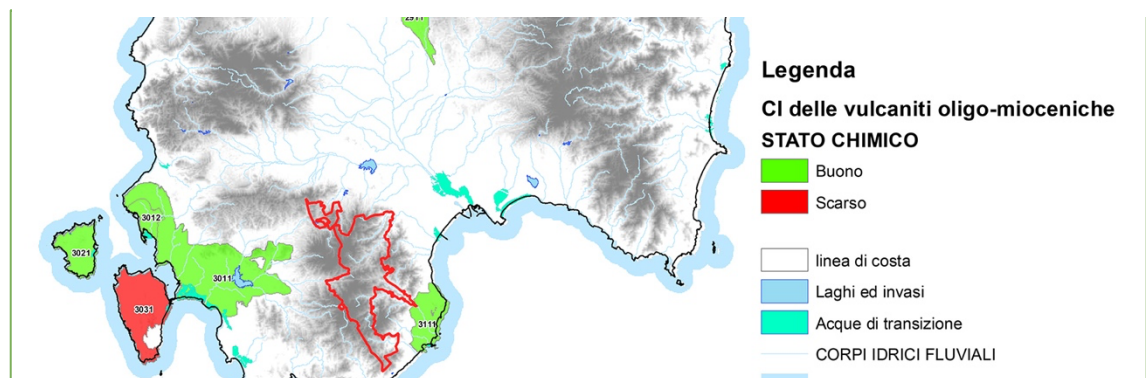 2911
3012
3021
3011
3031
3111
Legenda
CI delle vulcaniti oligo-mioceniche
STATO CHIMICO
Buono
Scarso
linea di costa
Laghi ed invasi
Acque di transizione
CORPI IDRICI FLUVIALI